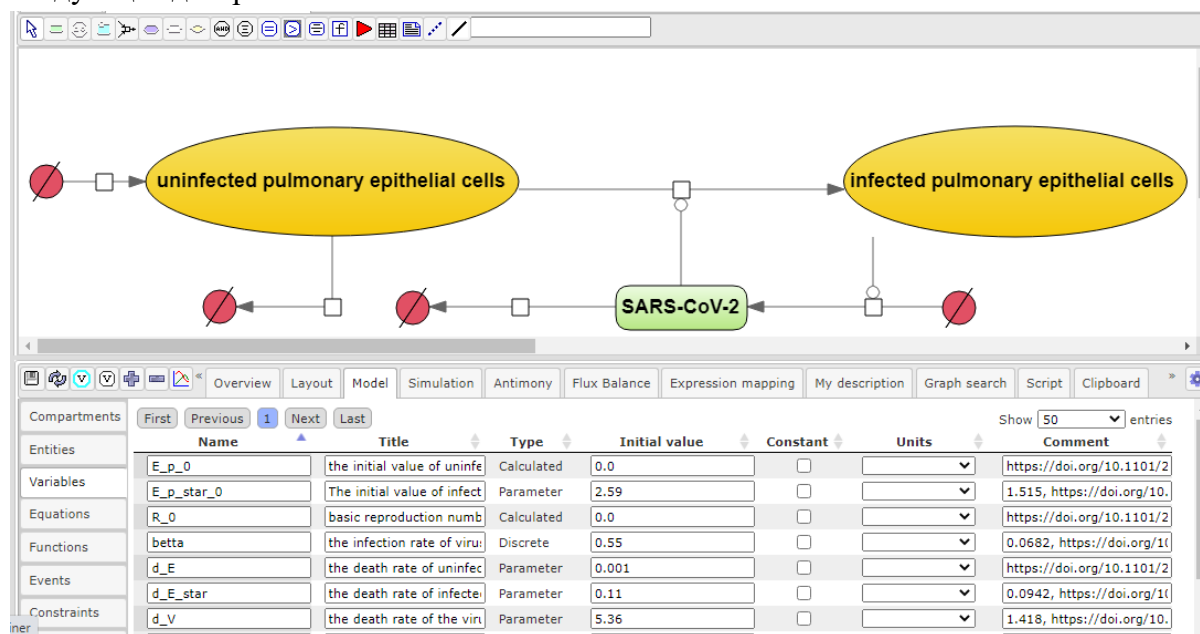 AND
f
uninfected pulmonary epithelial cells
infected pulmonary epithelial cells
SARS-CoV-2
Overview Layout Model Simulation Antimony Flux Balance Expression mapping My description Graph search Script Clipboard
Compartments
Entities
Variables
Equations
Functions
Events
Constraints
iner
First Previous 1 Next Last
Show 50 entries
Name Title Type Initial value Constant Units Comment
E_p_0 the initial value of uninfe Calculated 0.0 https://doi.org/10.1101/2
E_p_star_0 The initial value of infect Parameter 2.59 1.515, https://doi.org/10.
R_0 basic reproduction numb Calculated 0.0 https://doi.org/10.1101/2
betta the infection rate of viru Discrete 0.55 0.0682, https://doi.org/1(
d_E the death rate of uninfec Parameter 0.001 https://doi.org/10.1101/2
d_E_star the death rate of infecte Parameter 0.11 0.0942, https://doi.org/1(
d_V the death rate of the viru Parameter 5.36 1.418, https://doi.org/10.